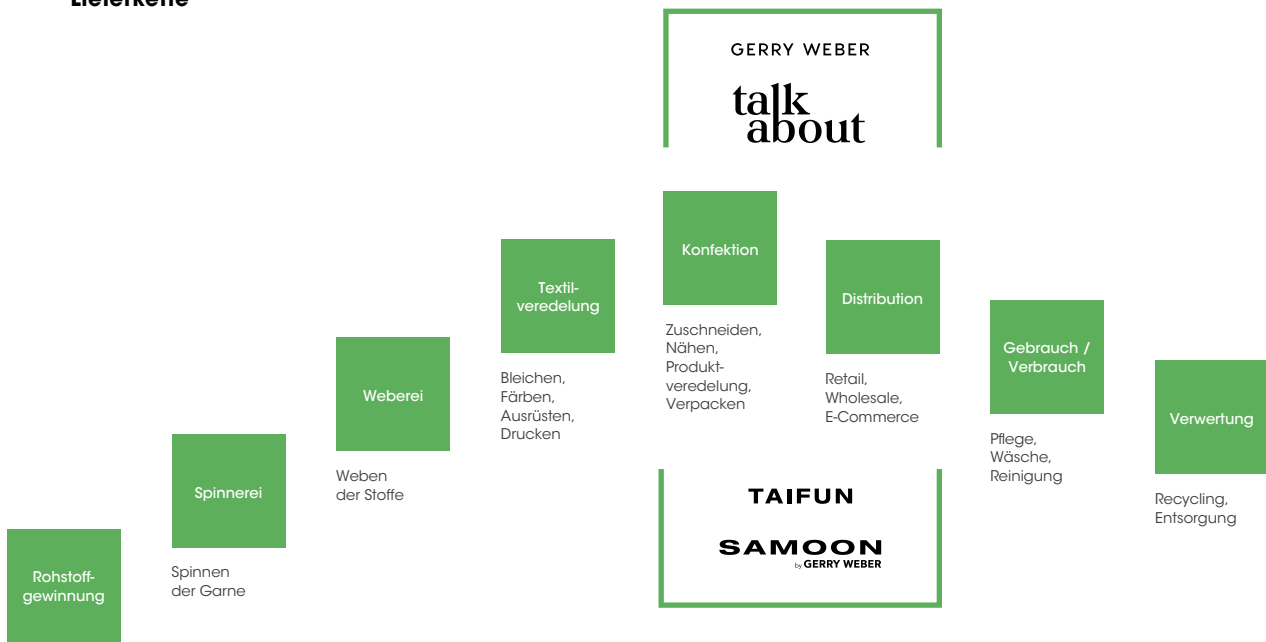 Lieferkette
GERRY WEBER
talk
about
Konfektion
Zuschneiden,
Nähen,
Produkt-
veredelung,
Verpacken
Textil-
veredelung
Bleichen,
Färben,
Ausrüsten,
Drucken
Distribution
Retail,
Wholesale,
E-Commerce
Gebrauch /
Verbrauch
Pflege,
Wäsche,
Reinigung
Weberei
Weben
der Stoffe
Verwertung
Recycling,
Entsorgung
Spinnerei
Spinnen
der Garne
TAIFUN
SAMOON
by GERRY WEBER
Rohstoff-
gewinnung